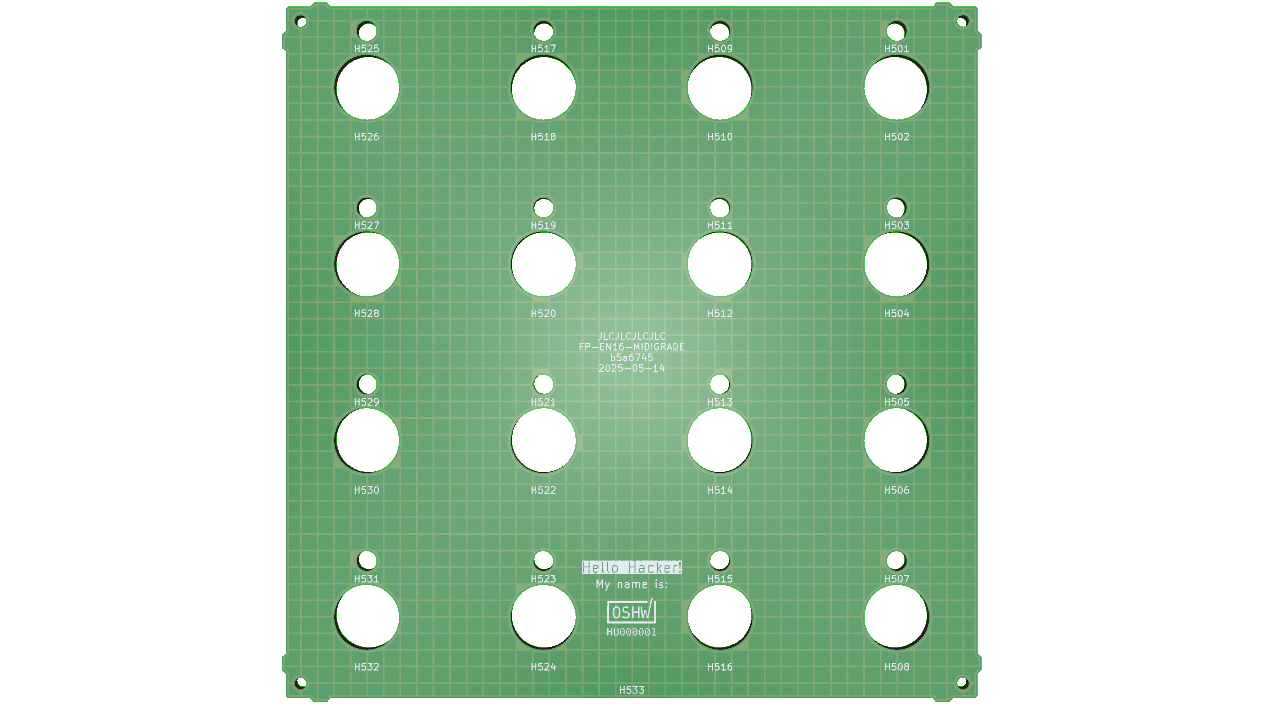 H525 H517 H509 H501
H526 H518 H510 H502
H527 H519 H511 H503
H528 H520 H512 H504
JLCJLCJLCJLC
FP-EN16-MIDIGRADE
b5a6745
2025-05-14
H529 H521 H513 H505
H530 H522 H514 H506
Hello Hacker!
H531 H523 H515 H507
My name is:
OSHW
HU000001
H532 H524 H516 H508
H533